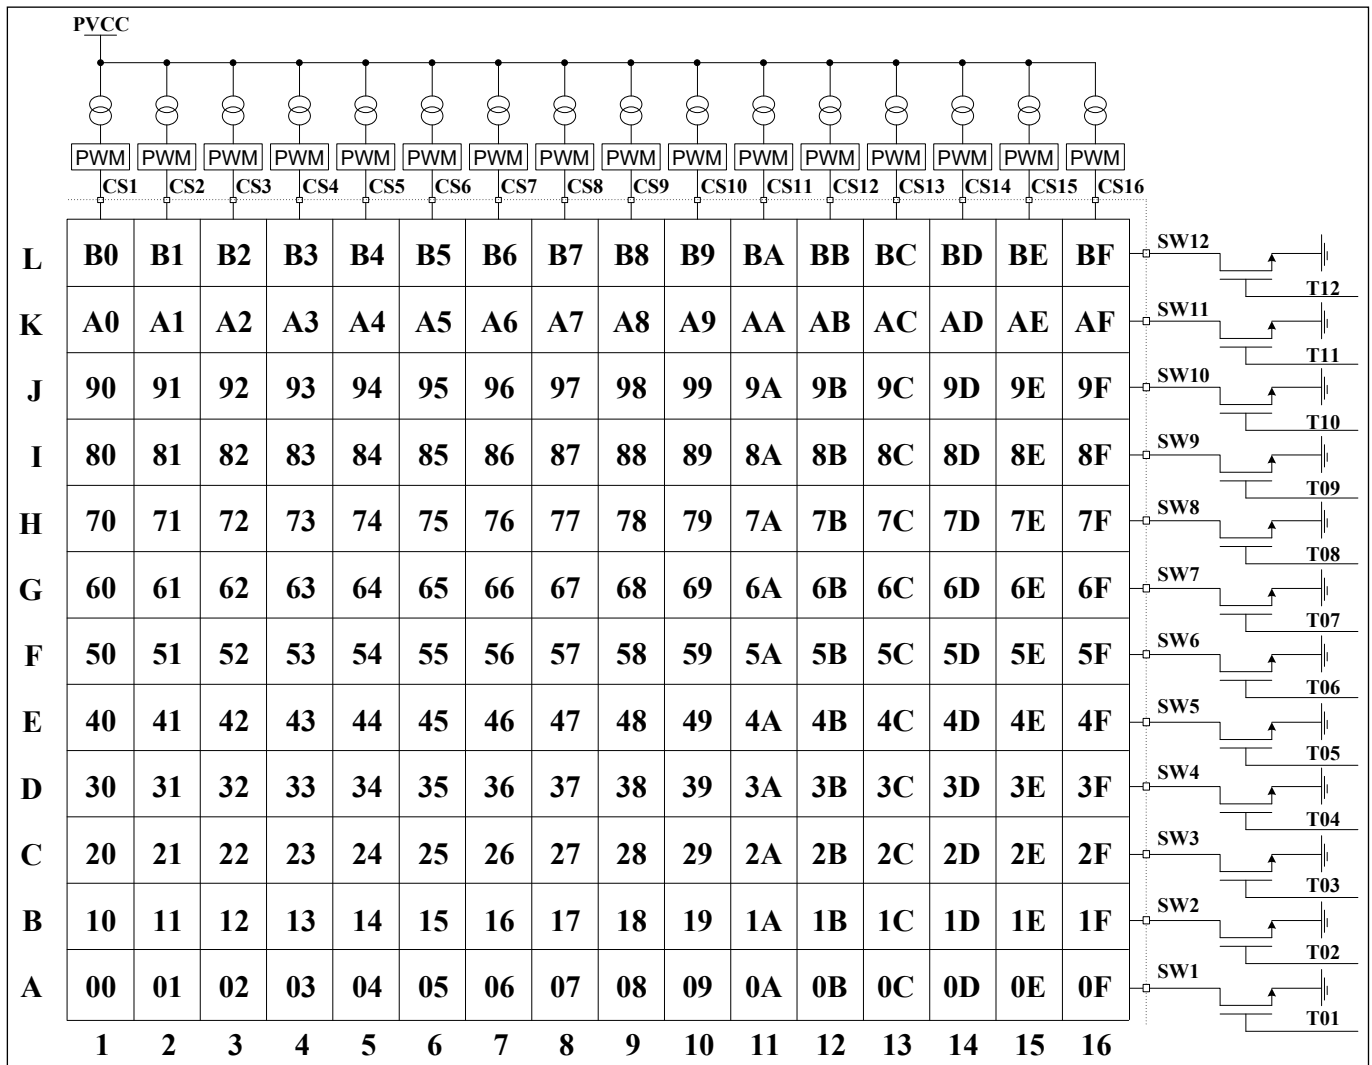 PVCC
PWM PWM PWM PWM PWM PWM PWM PWM PWM PWM PWM PWM PWM PWM PWM PWM
CS1 CS2 CS3 CS4 CS5 CS6 CS7 CS8 CS9 CS10 CS11 CS12 CS13 CS14 CS15 CS16
L B0 B1 B2 B3 B4 B5 B6 B7 B8 B9 BA BB BC BD BE BF SW12
T12
K A0 A1 A2 A3 A4 A5 A6 A7 A8 A9 AA AB AC AD AE AF SW11
T11
J 90 91 92 93 94 95 96 97 98 99 9A 9B 9C 9D 9E 9F SW10
T10
I 80 81 82 83 84 85 86 87 88 89 8A 8B 8C 8D 8E 8F SW9
T09
H 70 71 72 73 74 75 76 77 78 79 7A 7B 7C 7D 7E 7F SW8
T08
G 60 61 62 63 64 65 66 67 68 69 6A 6B 6C 6D 6E 6F SW7
T07
F 50 51 52 53 54 55 56 57 58 59 5A 5B 5C 5D 5E 5F SW6
T06
E 40 41 42 43 44 45 46 47 48 49 4A 4B 4C 4D 4E 4F SW5
T05
D 30 31 32 33 34 35 36 37 38 39 3A 3B 3C 3D 3E 3F SW4
T04
C 20 21 22 23 24 25 26 27 28 29 2A 2B 2C 2D 2E 2F SW3
T03
B 10 11 12 13 14 15 16 17 18 19 1A 1B 1C 1D 1E 1F SW2
T02
A 00 01 02 03 04 05 06 07 08 09 0A 0B 0C 0D 0E 0F SW1
T01
1 2 3 4 5 6 7 8 9 10 11 12 13 14 15 16